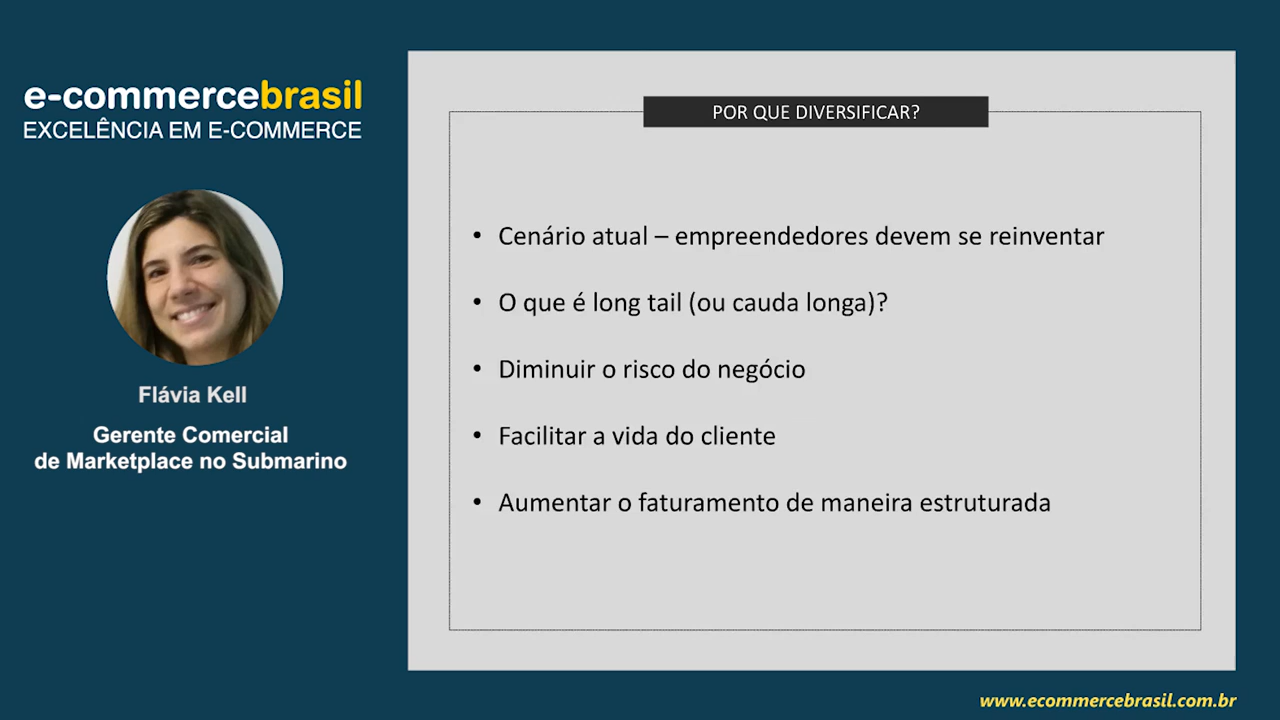 e-commercebrasil
EXCELÊNCIA EM E-COMMERCE
Flávia Kell
Gerente Comercial
de Marketplace no Submarino
POR QUE DIVERSIFICAR?
• Cenário atual – empreendedores devem se reinventar
• O que é long tail (ou cauda longa)?
• Diminuir o risco do negócio
• Facilitar a vida do cliente
• Aumentar o faturamento de maneira estruturada
www.ecommercebrasil.com.br